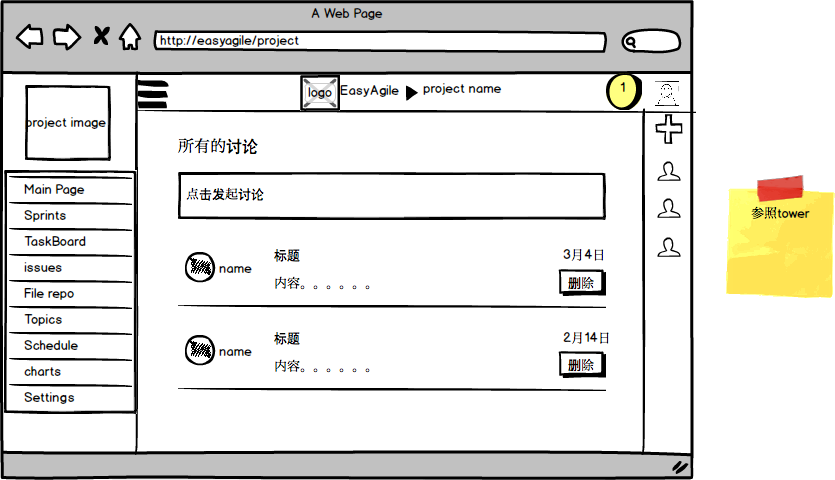 A Web Page
http://easyagile/project
logo EasyAgile project name 1
project image
Main Page
Sprints
TaskBoard
issues
File repo
Topics
Schedule
charts
Settings
所有的讨论
点击发起讨论
name 标题 3月4日
内容。。。。。。 删除
name 标题 2月14日
内容。。。。。。 删除
参照tower